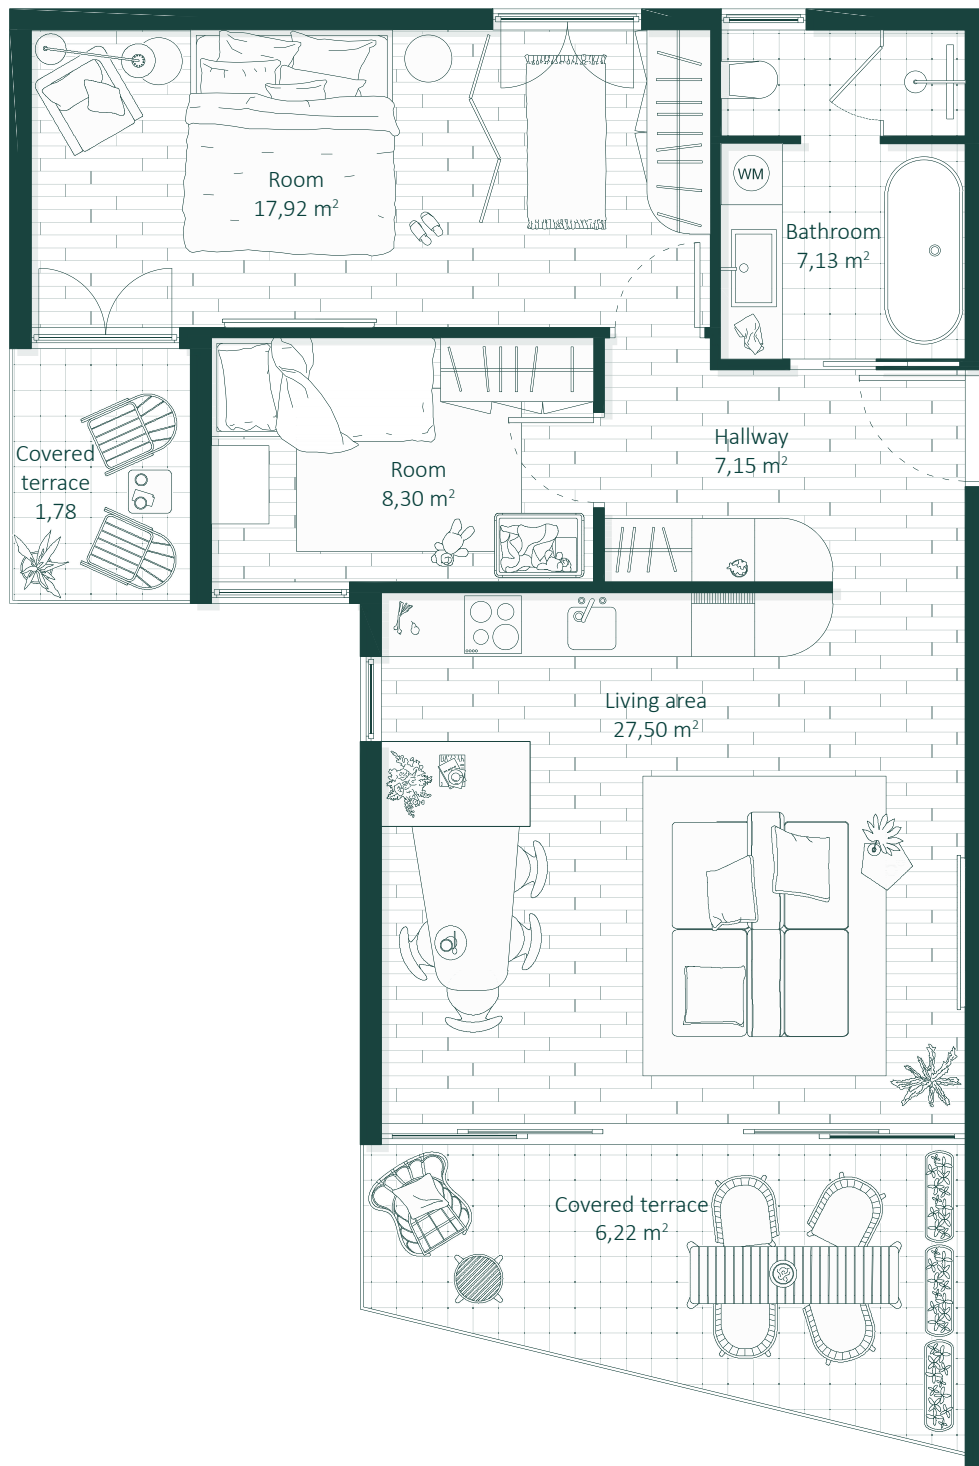 Room
17,92 m²
WM
Bathroom
7,13 m²
Hallway
7,15 m²
Covered
terrace
1,78
Room
8,30 m²
Living area
27,50 m²
Covered terrace
6,22 m²